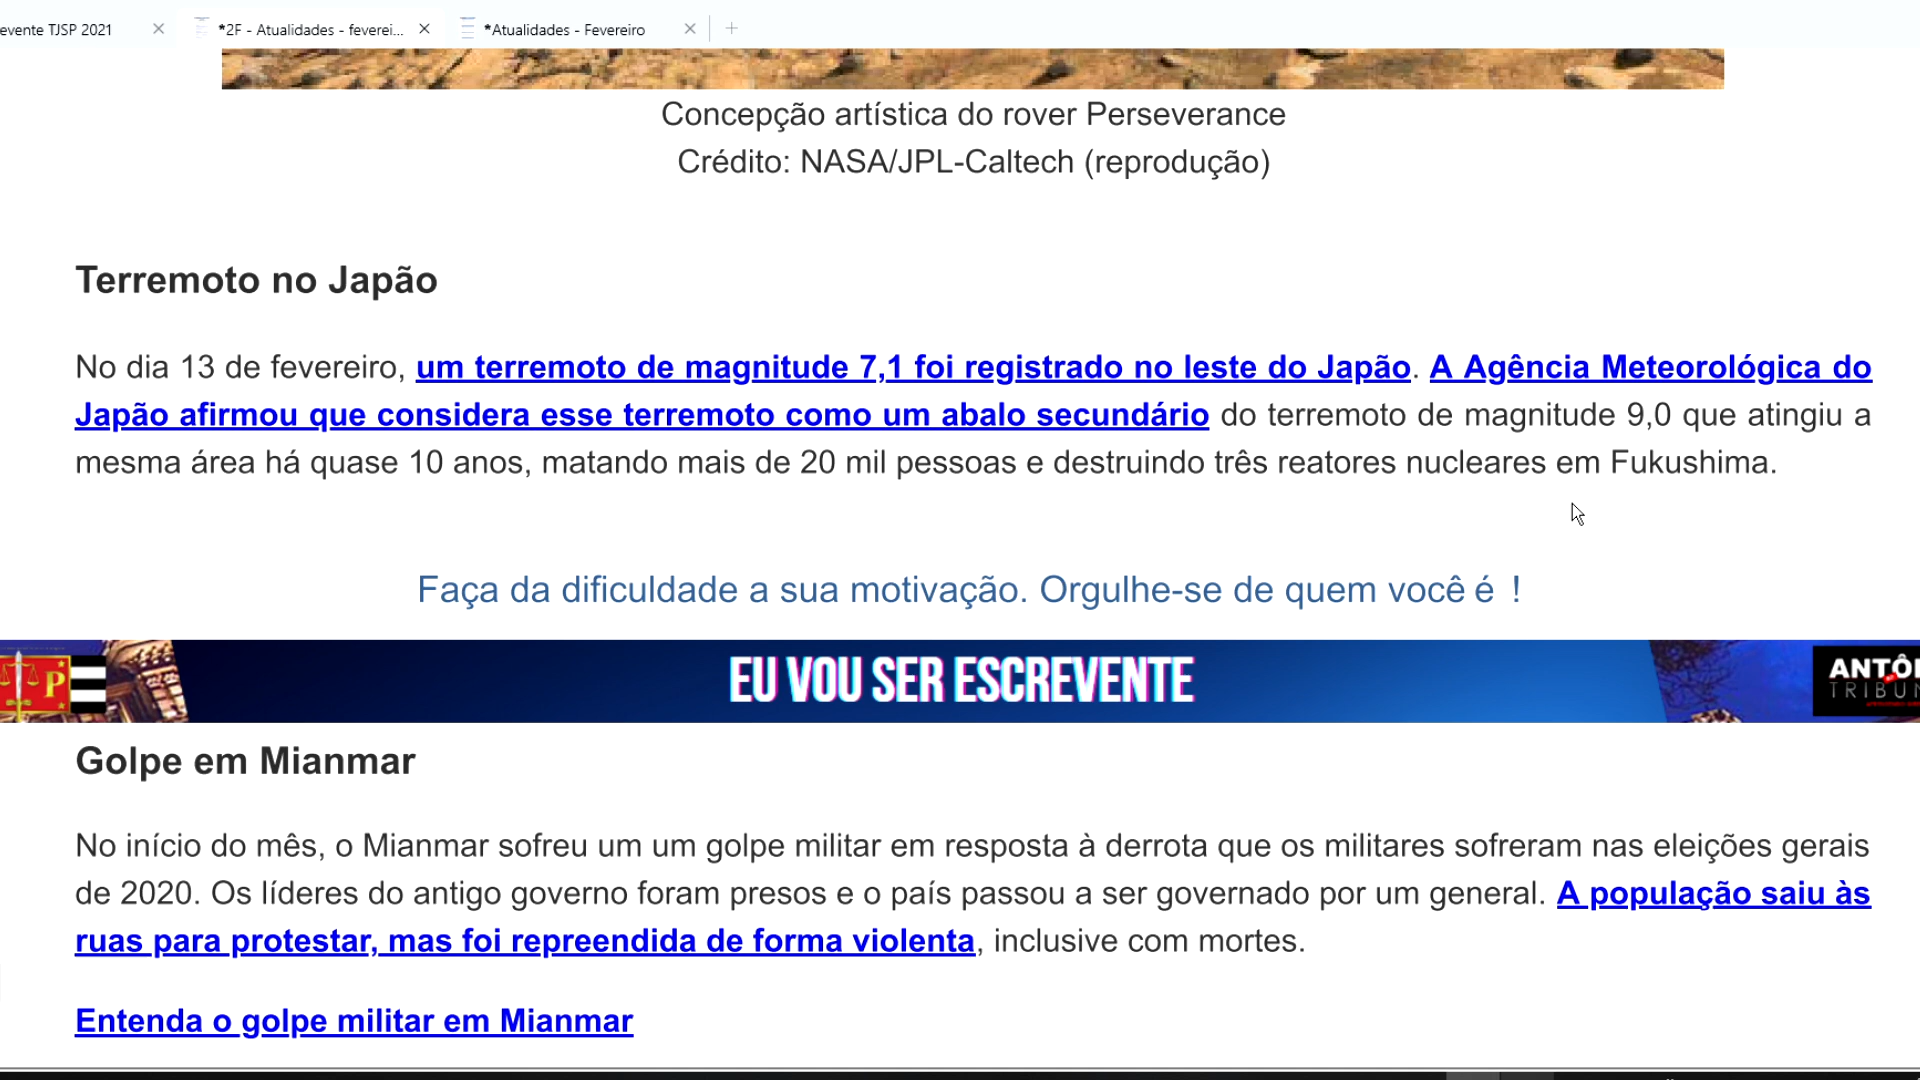 evente TJSP 2021
*2F - Atualidades - feverei...
*Atualidades - Fevereiro
Concepção artística do rover Perseverance
Crédito: NASA/JPL-Caltech (reprodução)
Terremoto no Japão
No dia 13 de fevereiro, um terremoto de magnitude 7,1 foi registrado no leste do Japão. A Agência Meteorológica do
Japão afirmou que considera esse terremoto como um abalo secundário do terremoto de magnitude 9,0 que atingiu a
mesma área há quase 10 anos, matando mais de 20 mil pessoas e destruindo três reatores nucleares em Fukushima.
Faça da dificuldade a sua motivação. Orgulhe-se de quem você é !
P
EU VOU SER ESCREVENTE
ANTÔ
TRIBUN
Golpe em Mianmar
No início do mês, o Mianmar sofreu um um golpe militar em resposta à derrota que os militares sofreram nas eleições gerais
de 2020. Os líderes do antigo governo foram presos e o país passou a ser governado por um general. A população saiu às
ruas para protestar, mas foi repreendida de forma violenta, inclusive com mortes.
Entenda o golpe militar em Mianmar